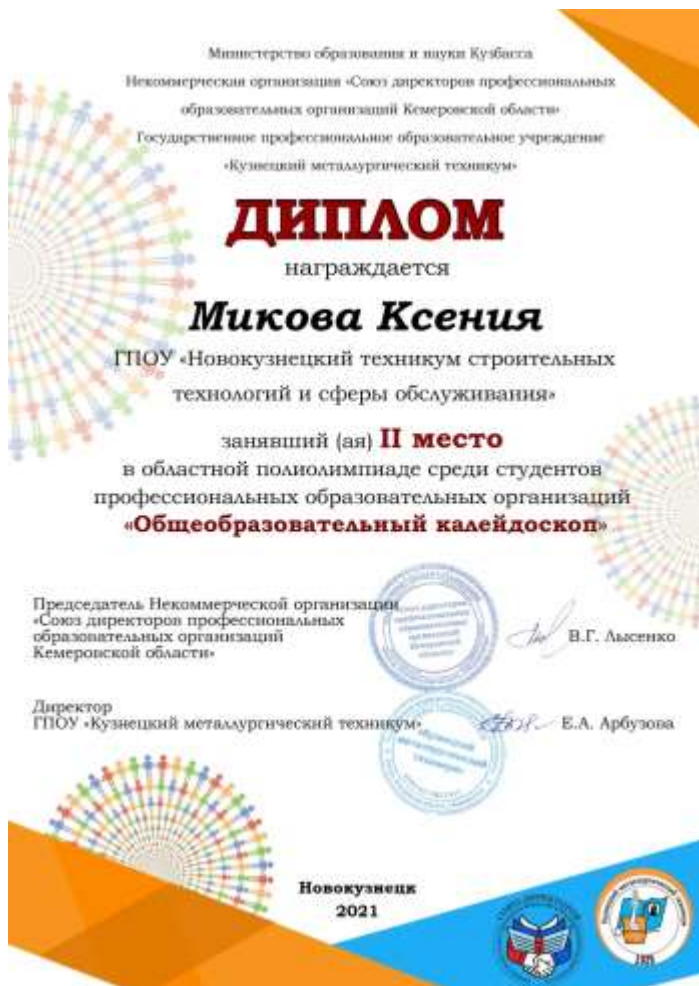 Министерство образования и науки Кузбасса
Некоммерческая организация «Союз директоров профессиональных
образовательных организаций Кемеровской области»
Государственное профессиональное образовательное учреждение
«Кузнецкий металлургический техникум»
ДИПЛОМ
награждается
Микова Ксения
ГПОУ «Новокузнецкий техникум строительных
технологий и сферы обслуживания»
занявший (ая) II место
в областной полиолимпиаде среди студентов
профессиональных образовательных организаций
«Общеобразовательный калейдоскоп»
Председатель Некоммерческой организации
«Союз директоров профессиональных
образовательных организаций
Кемеровской области»
В.Г. Лысенко
Директор
ГПОУ «Кузнецкий металлургический техникум»
Е.А. Арбузова
«Кузнецкий
металлургический
техникум»
Новокузнецк
2021